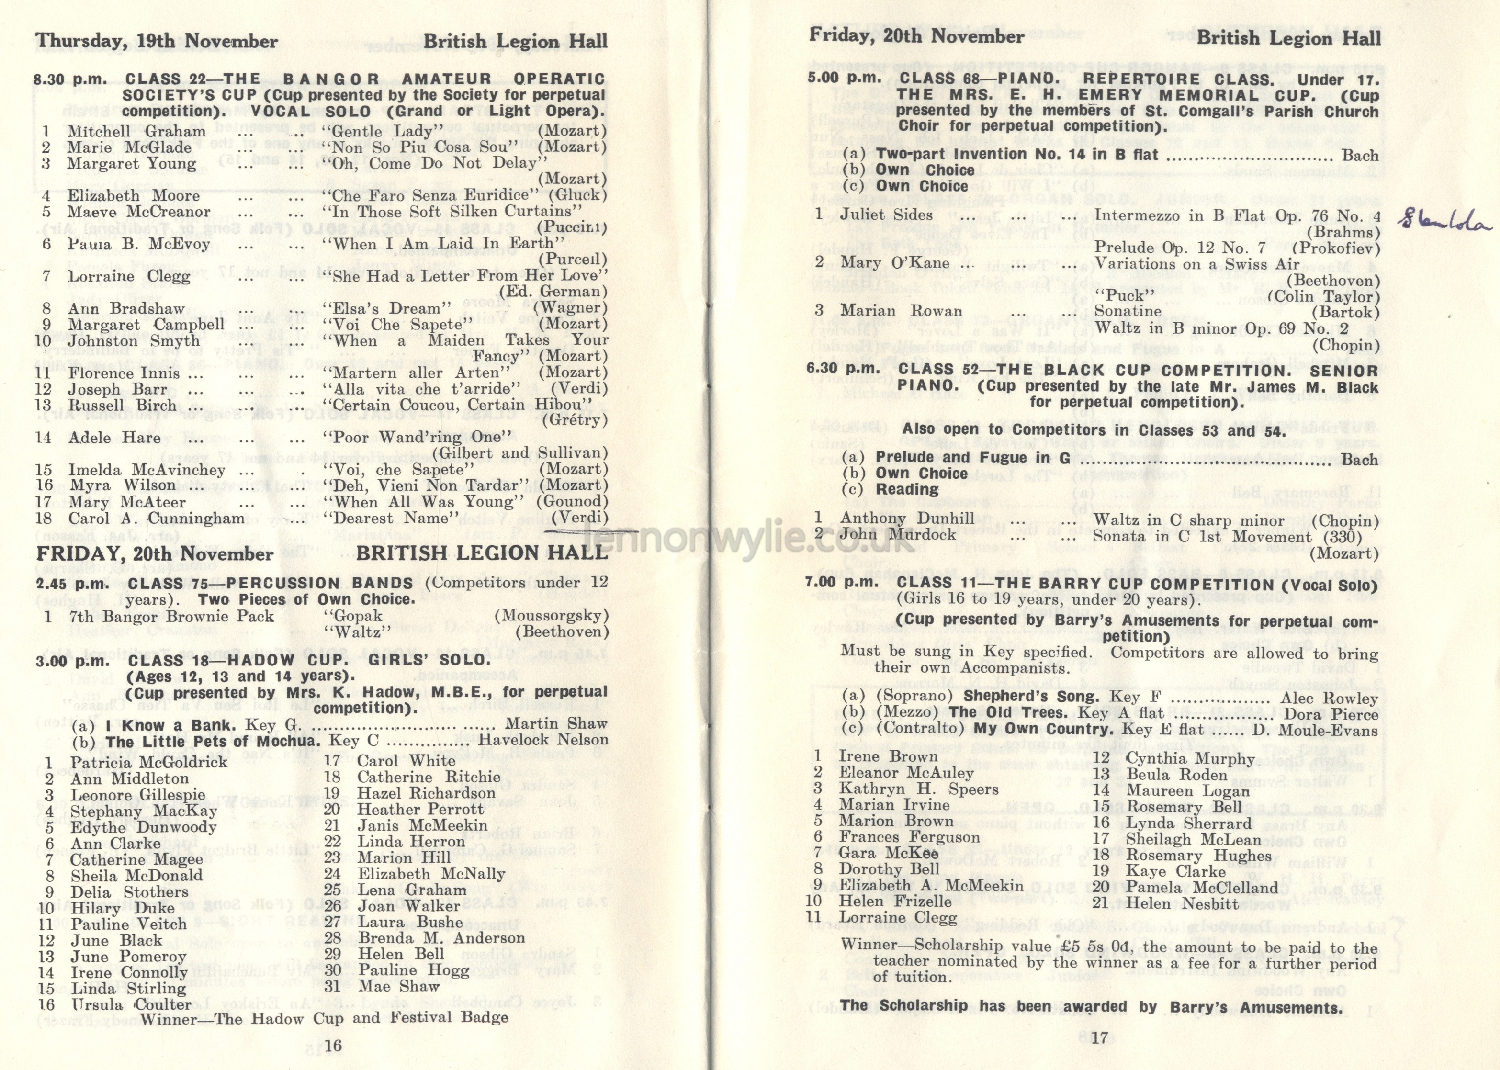 Thursday, 19th November British Legion Hall
8.30 p.m. CLASS 22—THE BANGOR AMATEUR OPERATIC
SOCIETY'S CUP (Cup presented by the Society for perpetual
competition). VOCAL SOLO (Grand or Light Opera).
1 Mitchell Graham ... .. “Gentle Lady” (Mozart)
2 Marie McGlade ... ... “Non So Piu Cosa Sou” (Mozart)
3 Margaret Young ... ... “Oh, Come Do Not Delay”
(Mozart)
4 Elizabeth Moore ... ... “Che Faro Senza Euridice” (Gluck)
5 Maeve McCreanor ... ... “In Those Soft Silken Curtains”
(Puccini)
6 Paula B. McEvoy ... ... “When I Am Laid In Earth”
(Purcell)
7 Lorraine Clegg ... ... “She Had a Letter From Her Love”
(Ed. German)
8 Ann Bradshaw ... ... “Elsa's Dream” (Wagner)
9 Margaret Campbell ... ... “Voi Che Sapete” (Mozart)
10 Johnston Smyth ... ... “When a Maiden Takes Your
Fancy” (Mozart)
11 Florence Innis ... ... ... “Martern aller Arten” (Mozart)
12 Joseph Barr ... ... ... “Alla vita che t'arride” (Verdi)
13 Russell Birch ... ... ... “Certain Coucou, Certain Hibou”
(Grétry)
14 Adele Hare ... ... ... “Poor Wand'ring One”
(Gilbert and Sullivan)
15 Imelda McAvinchey ... . “Voi, che Sapete” (Mozart)
16 Myra Wilson ... ... ... “Deh, Vieni Non Tardar” (Mozart)
17 Mary McAteer ... ... “When All Was Young” (Gounod)
18 Carol A. Cunningham ... “Dearest Name” (Verdi)
FRIDAY, 20th November BRITISH LEGION HALL
2.45 p.m. CLASS 75—PERCUSSION BANDS (Competitors under 12
years). Two Pieces of Own Choice.
1 7th Bangor Brownie Pack “Gopak (Moussorgsky)
“Waltz” (Beethoven)
3.00 p.m. CLASS 18—HADOW CUP. GIRLS' SOLO.
(Ages 12, 13 and 14 years).
(Cup presented by Mrs. K. Hadow, M.B.E., for perpetual
competition).
(a) I Know a Bank. Key G. .................................. Martin Shaw
(b) The Little Pets of Mochua. Key C ............. Havelock Nelson
1 Patricia McGoldrick
2 Ann Middleton
3 Leonore Gillespie
4 Stephany MacKay
5 Edythe Dunwoody
6 Ann Clarke
7 Catherine Magee
8 Sheila McDonald
9 Delia Stothers
10 Hilary Duke
11 Pauline Veitch
12 June Black
13 June Pomeroy
14 Irene Connolly
15 Linda Stirling
16 Ursula Coulter
17 Carol White
18 Catherine Ritchie
19 Hazel Richardson
20 Heather Perrott
21 Janis McMeekin
22 Linda Herron
23 Marion Hill
24 Elizabeth McNally
25 Lena Graham
26 Joan Walker
27 Laura Bushe
28 Brenda M. Anderson
29 Helen Bell
30 Pauline Hogg
31 Mae Shaw
Winner—The Hadow Cup and Festival Badge
16
Friday, 20th November British Legion Hall
5.00 p.m. CLASS 68—PIANO. REPERTOIRE CLASS. Under 17.
THE MRS. E. H. EMERY MEMORIAL CUP. (Cup
presented by the members of St. Comgall's Parish Church
Choir for perpetual competition).
(a) Two-part Invention No. 14 in B flat ............................ Bach
(b) Own Choice
(c) Own Choice
1 Juliet Sides ... ... ... Intermezzo in B Flat Op. 76 No. 4
(Brahms)
Prelude Op. 12 No. 7 (Prokofiev)
Glenlola
2 Mary O'Kane ... ... ... Variations on a Swiss Air
(Beethoven)
“Puck” (Colin Taylor)
3 Marian Rowan ... ... Sonatine (Bartok)
Waltz in B minor Op. 69 No. 2
(Chopin)
6.30 p.m. CLASS 52—THE BLACK CUP COMPETITION. SENIOR
PIANO. (Cup presented by the late Mr. James M. Black
for perpetual competition).
Also open to Competitors in Classes 53 and 54.
(a) Prelude and Fugue in G .......................................... Bach
(b) Own Choice
(c) Reading
1 Anthony Dunhill ... ... Waltz in C sharp minor (Chopin)
2 John Murdock ... ... Sonata in C 1st Movement (330)
(Mozart)
lennonwylie.co.uk
7.00 p.m. CLASS 11—THE BARRY CUP COMPETITION (Vocal Solo)
(Girls 16 to 19 years, under 20 years).
(Cup presented by Barry's Amusements for perpetual com-
petition)
Must be sung in Key specified. Competitors are allowed to bring
their own Accompanists.
(a) (Soprano) Shepherd's Song. Key F ................ Alec Rowley
(b) (Mezzo) The Old Trees. Key A flat ................. Dora Pierce
(c) (Contralto) My Own Country. Key E flat ...... D. Moule-Evans
1 Irene Brown
2 Eleanor McAuley
3 Kathryn H. Speers
4 Marian Irvine
5 Marion Brown
6 Frances Ferguson
7 Gara McKee
8 Dorothy Bell
9 Elizabeth A. McMeekin
10 Helen Frizelle
11 Lorraine Clegg
12 Cynthia Murphy
13 Beula Roden
14 Maureen Logan
15 Rosemary Bell
16 Lynda Sherrard
17 Sheilagh McLean
18 Rosemary Hughes
19 Kaye Clarke
20 Pamela McClelland
21 Helen Nesbitt
Winner—Scholarship value £5 5s 0d, the amount to be paid to the
teacher nominated by the winner as a fee for a further period
of tuition.
The Scholarship has been awarded by Barry's Amusements.
17